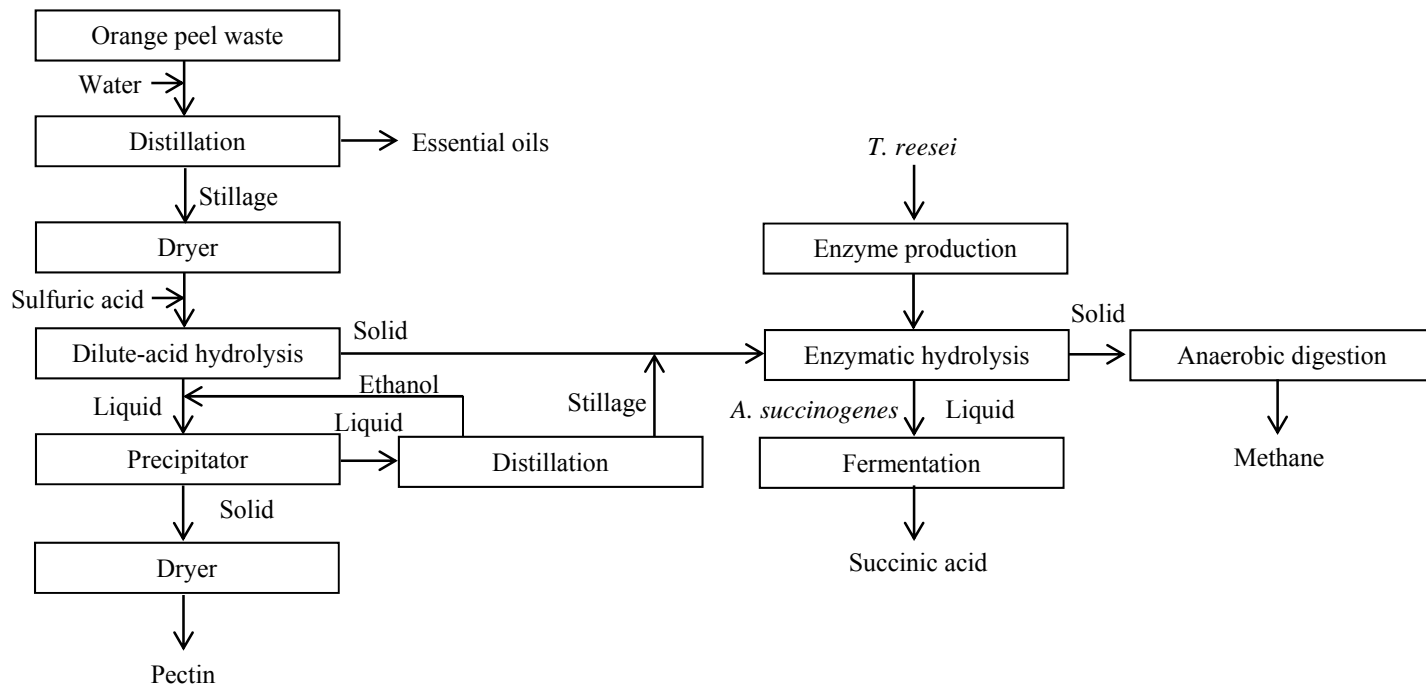 Orange peel waste
Water
Distillation
Essential oils
Stillage
Dryer
Sulfuric acid
Dilute-acid hydrolysis
Solid
Ethanol
Liquid
Liquid
Stillage
Precipitator
Distillation
Solid
Dryer
Pectin
T. reesei
Enzyme production
Enzymatic hydrolysis
Solid
Anaerobic digestion
A. succinogenes
Liquid
Fermentation
Methane
Succinic acid